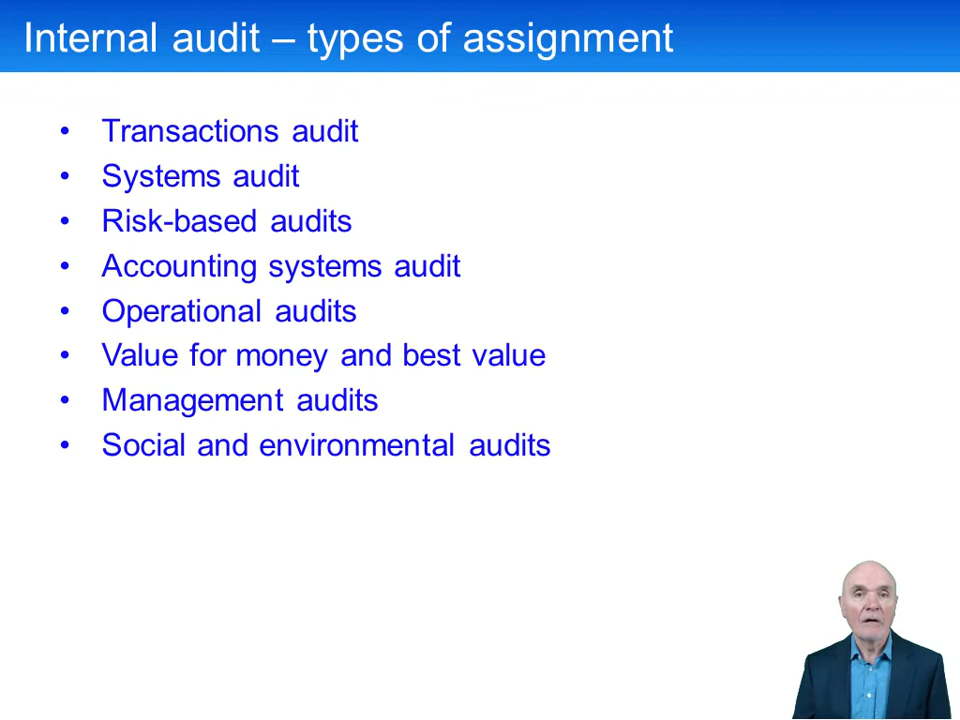 Internal audit – types of assignment
• Transactions audit
• Systems audit
• Risk-based audits
• Accounting systems audit
• Operational audits
• Value for money and best value
• Management audits
• Social and environmental audits